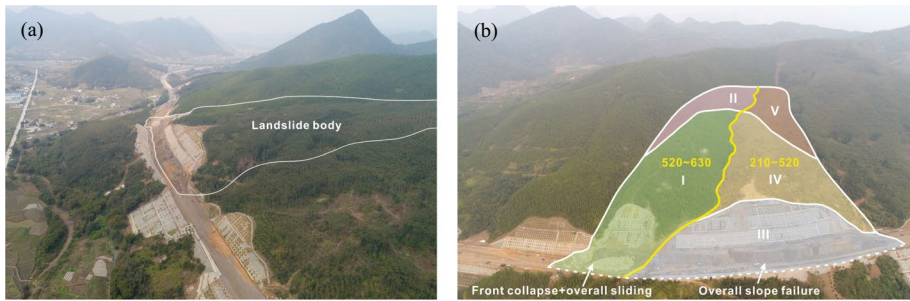 (a)
Landslide body
(b)
II
V
520~630
210~520
I
IV
III
Front collapse+overall sliding
Overall slope failure